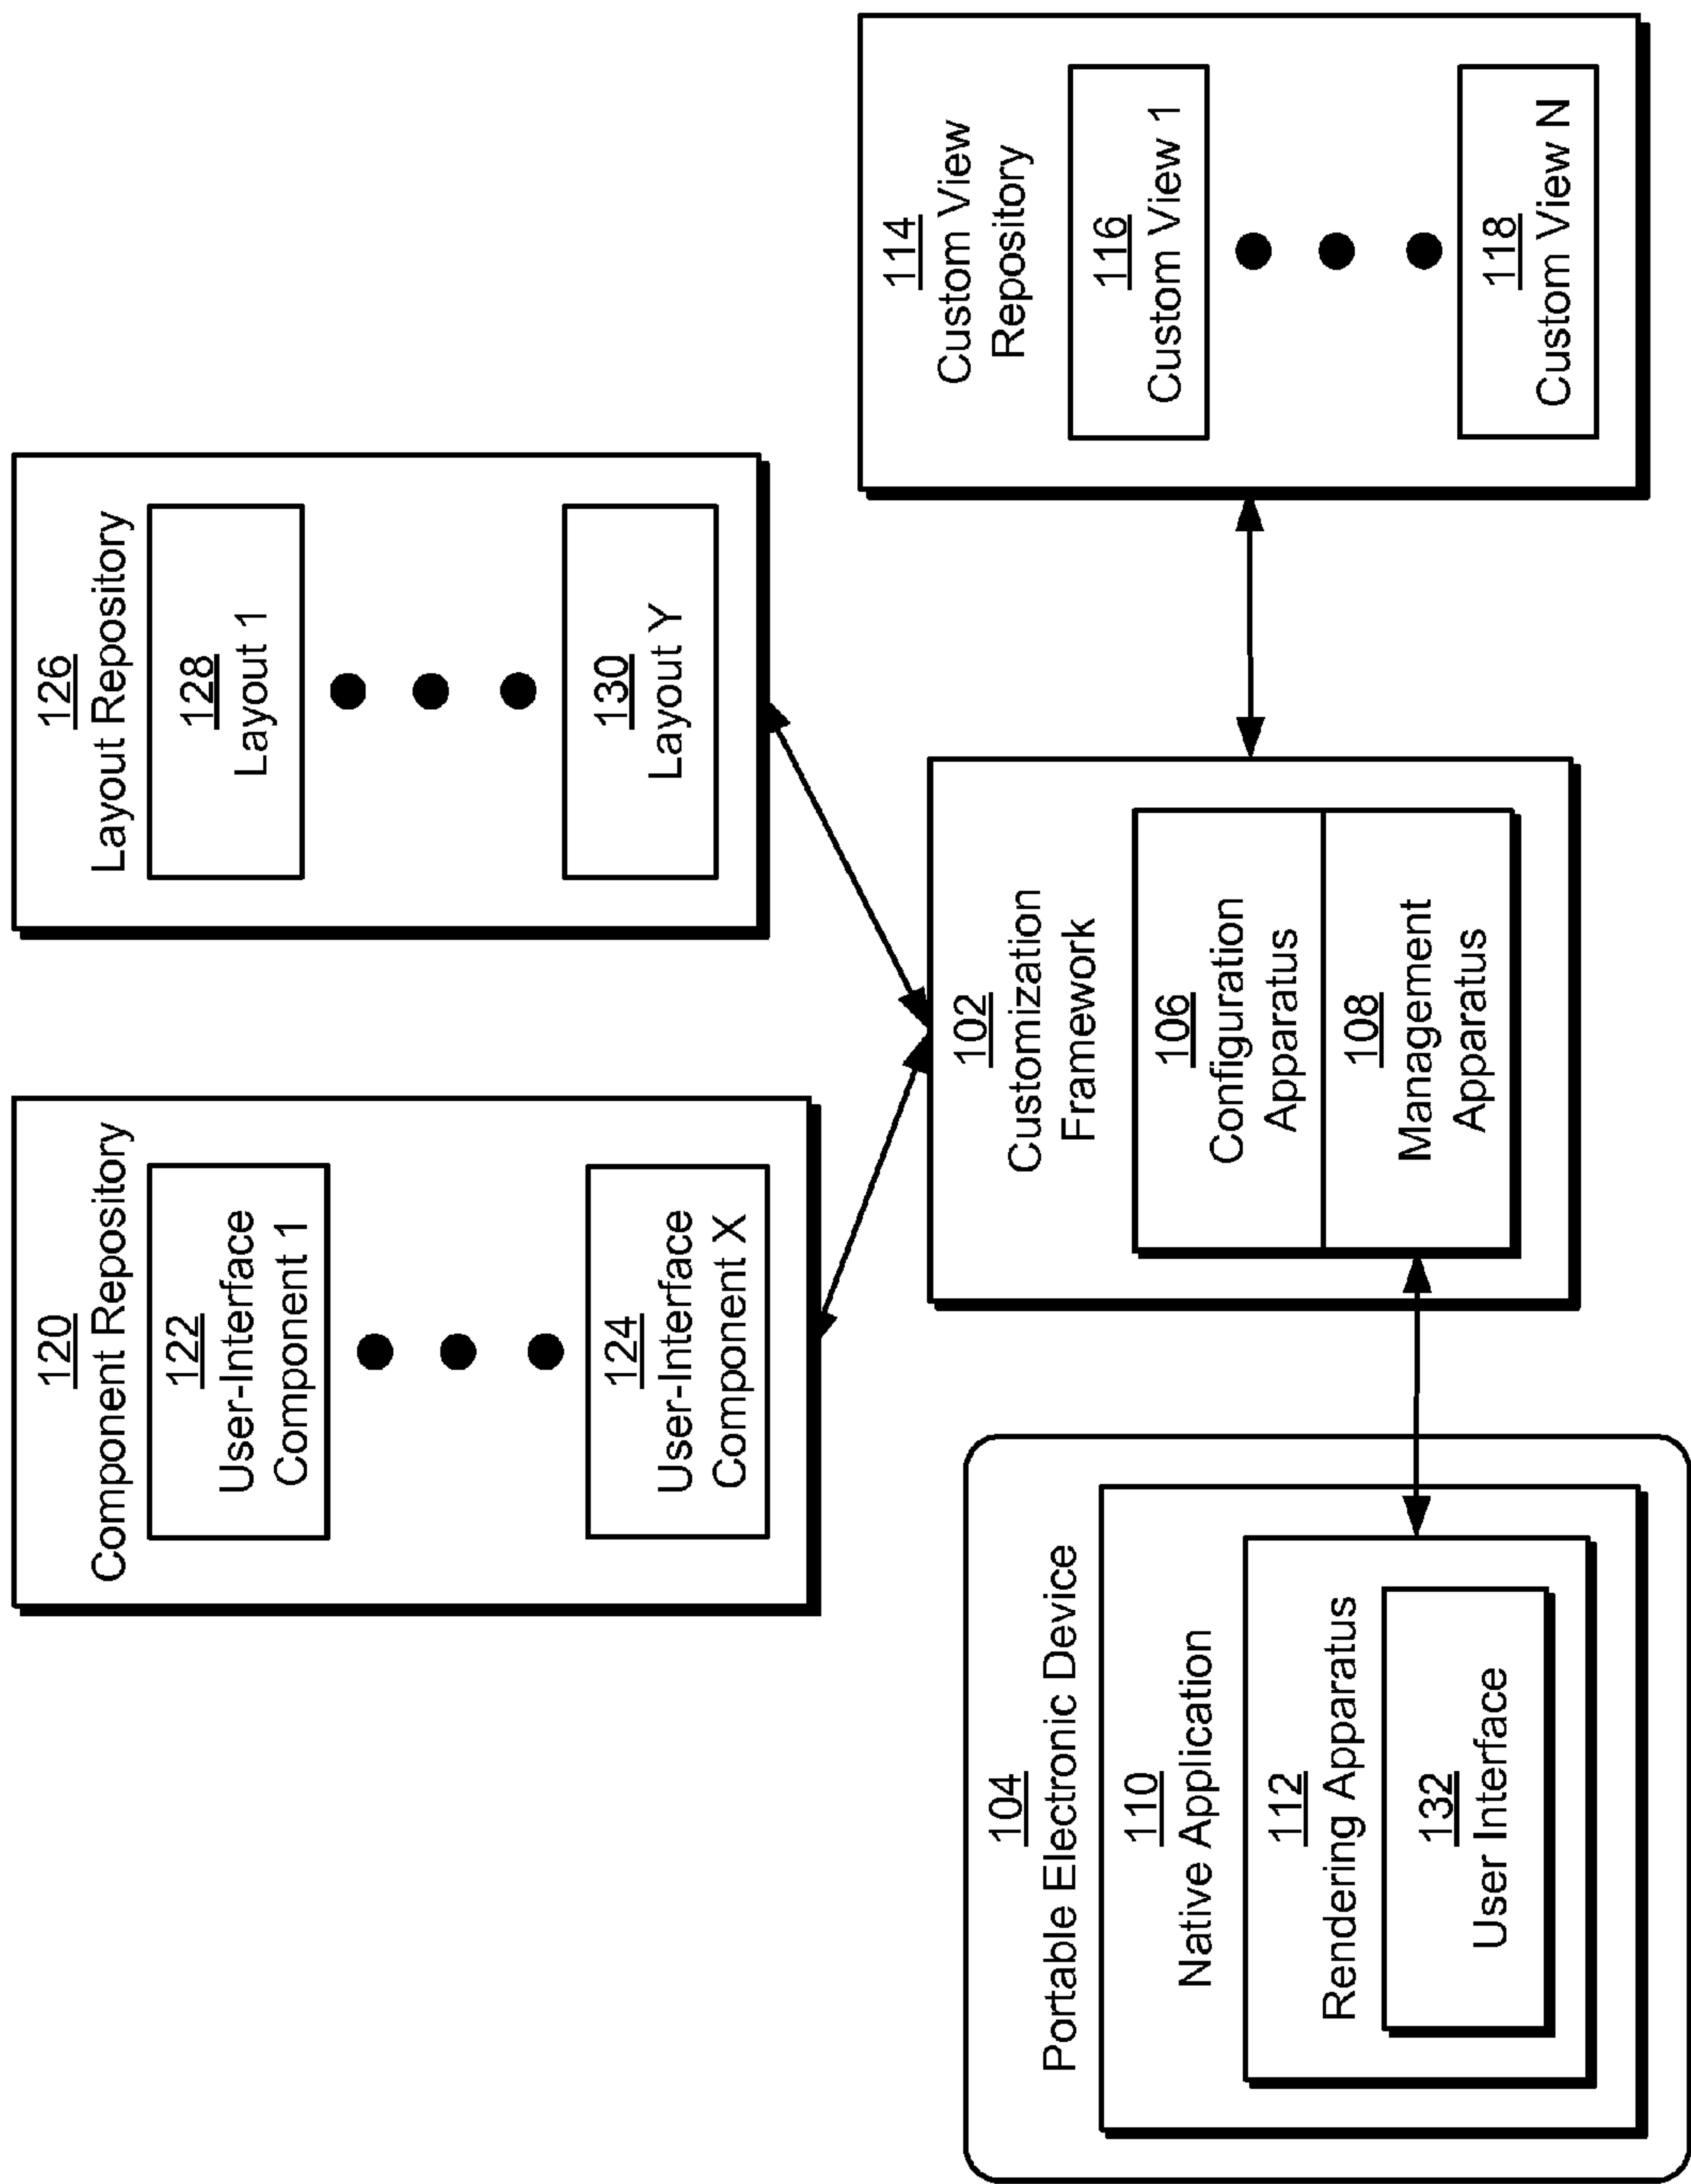 120
Component Repository
122
User-Interface
Component 1
124
User-Interface
Component X
126
Layout Repository
128
Layout 1
130
Layout Y
104
Portable Electronic Device
110
Native Application
112
Rendering Apparatus
132
User Interface
102
Customization
Framework
106
Configuration
Apparatus
108
Management
Apparatus
114
Custom View
Repository
116
Custom View 1
118
Custom View N